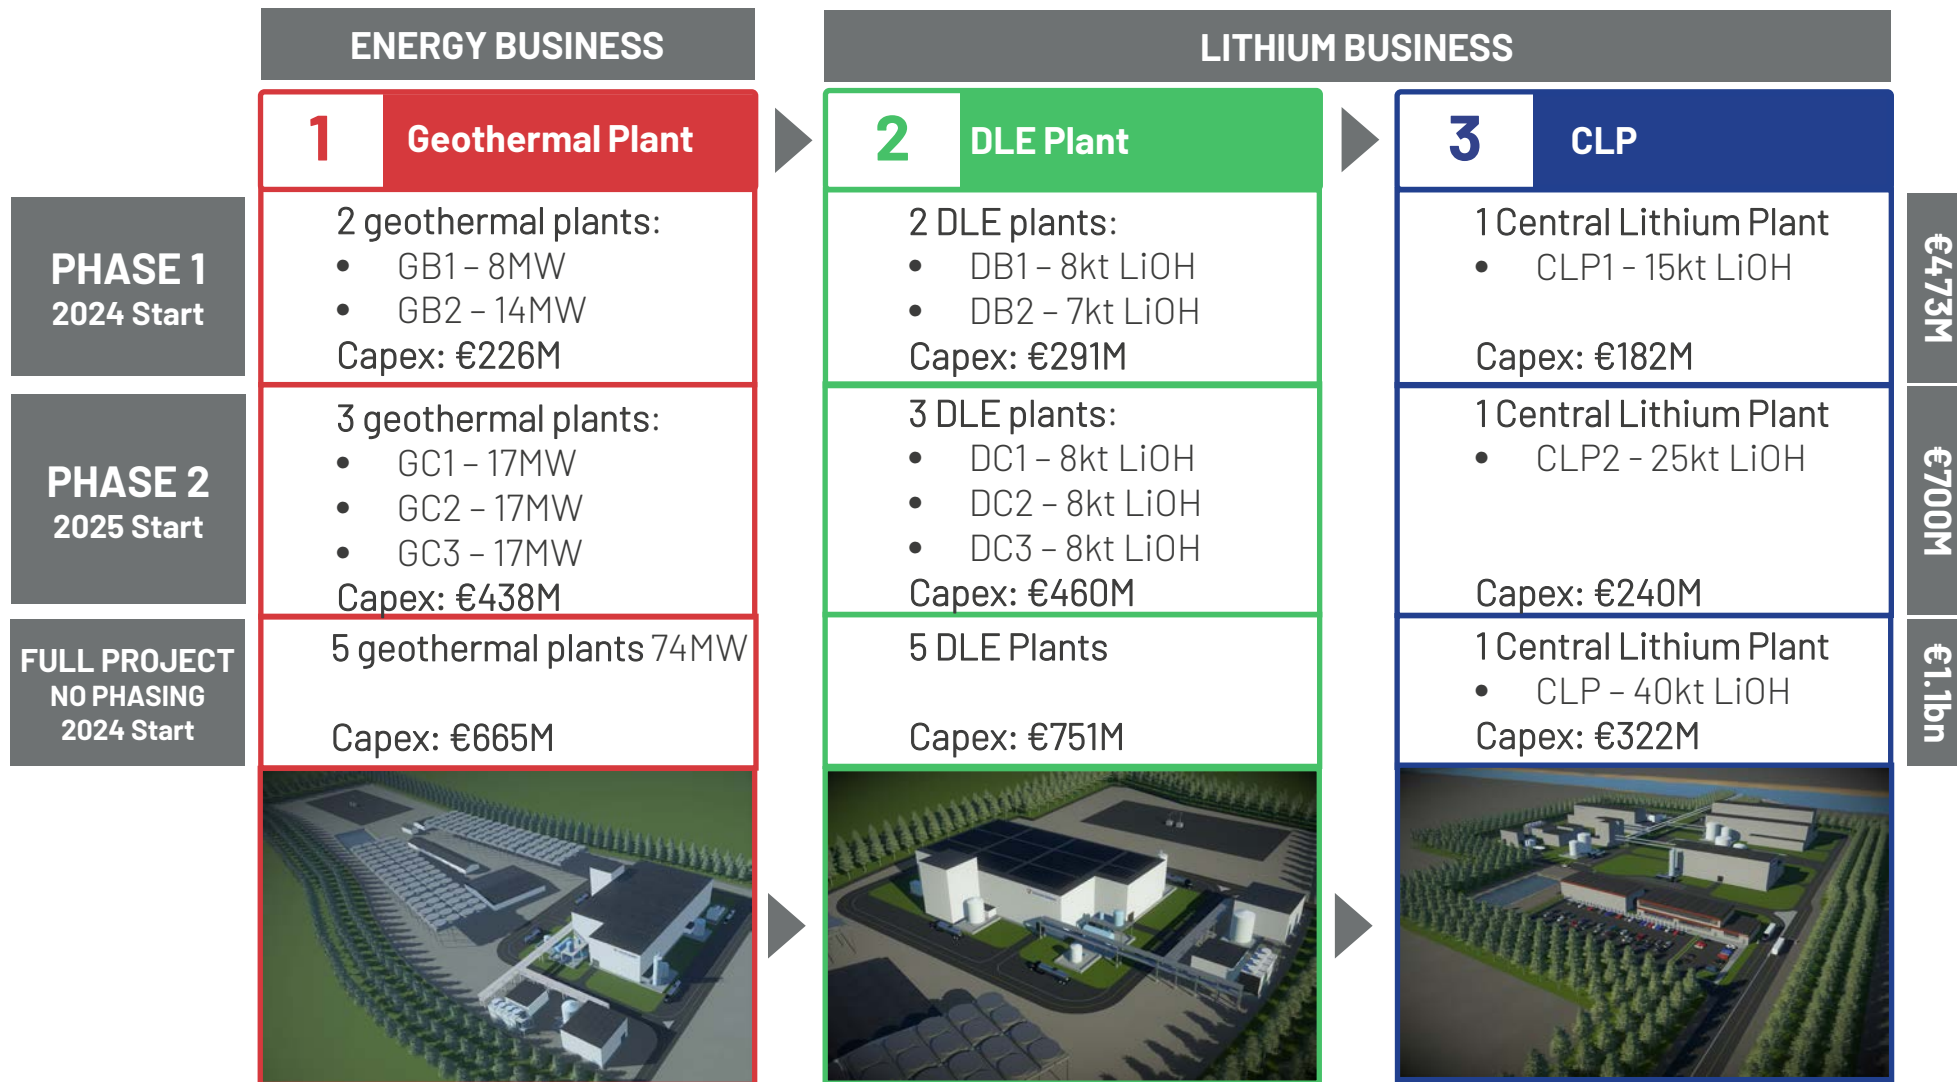 ENERGY BUSINESS
LITHIUM BUSINESS
1
Geothermal Plant
2
DLE Plant
3
CLP
PHASE 1
2024 Start
2 geothermal plants:
• GB1 – 8MW
• GB2 – 14MW
Capex: €226M
2 DLE plants:
• DB1 – 8kt LiOH
• DB2 – 7kt LiOH
Capex: €291M
1 Central Lithium Plant
• CLP1 - 15kt LiOH
Capex: €182M
€473M
PHASE 2
2025 Start
3 geothermal plants:
• GC1 – 17MW
• GC2 – 17MW
• GC3 – 17MW
Capex: €438M
3 DLE plants:
• DC1 – 8kt LiOH
• DC2 – 8kt LiOH
• DC3 – 8kt LiOH
Capex: €460M
1 Central Lithium Plant
• CLP2 - 25kt LiOH
Capex: €240M
€700M
FULL PROJECT
NO PHASING
2024 Start
5 geothermal plants 74MW
Capex: €665M
5 DLE Plants
Capex: €751M
1 Central Lithium Plant
• CLP – 40kt LiOH
Capex: €322M
€1.1bn